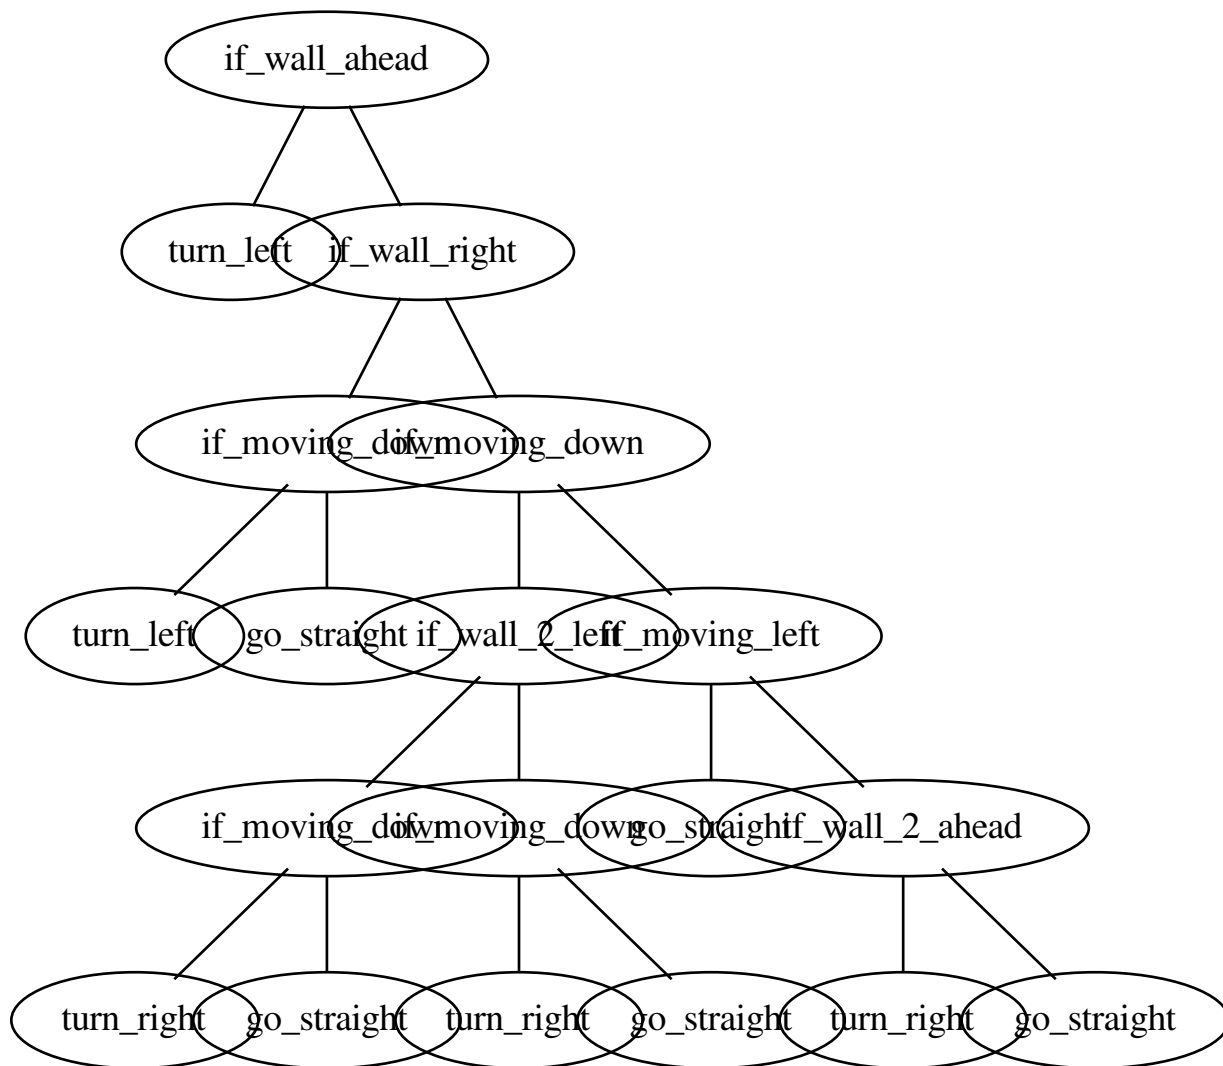 if_wall_ahead
turn_left if_wall_right
if_moving_down if_moving_down
turn_left go_straight if_wall_2_left if_moving_left
if_moving_down if_moving_down go_straight if_wall_2_ahead
turn_right go_straight turn_right go_straight turn_right go_straight